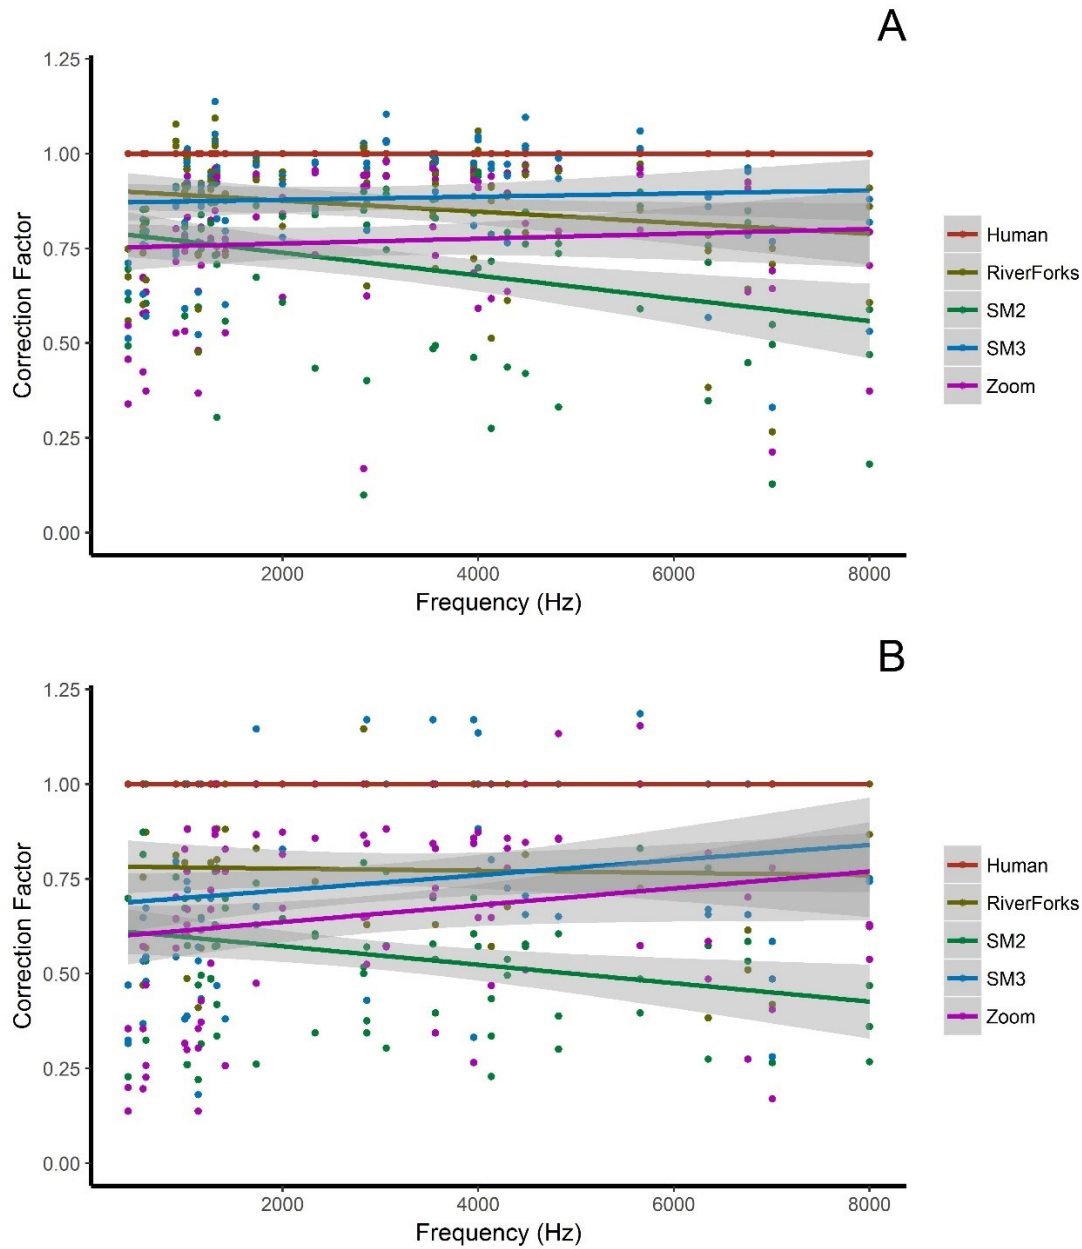 A
1.25
1.00
0.75
0.50
0.25
0.00
Correction Factor
2000 4000 6000 8000
Frequency (Hz)
Human
RiverForks
SM2
SM3
Zoom
B
1.25
1.00
0.75
0.50
0.25
0.00
Correction Factor
2000 4000 6000 8000
Frequency (Hz)
Human
RiverForks
SM2
SM3
Zoom